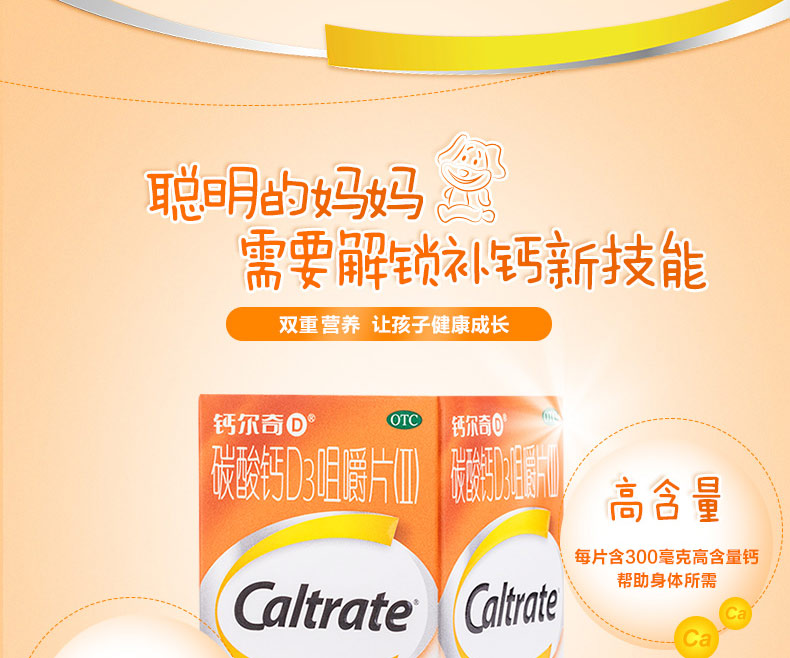 聪明的妈妈
需要解锁补钙新技能
双重营养 让孩子健康成长
钙尔奇D®
OTC
碳酸钙D3咀嚼片(II)
Caltrate®
钙尔奇D®
OTC
碳酸钙D3咀嚼片(II)
Caltrate
高含量
每片含300毫克高含量钙
帮助身体所需
Ca
Ca